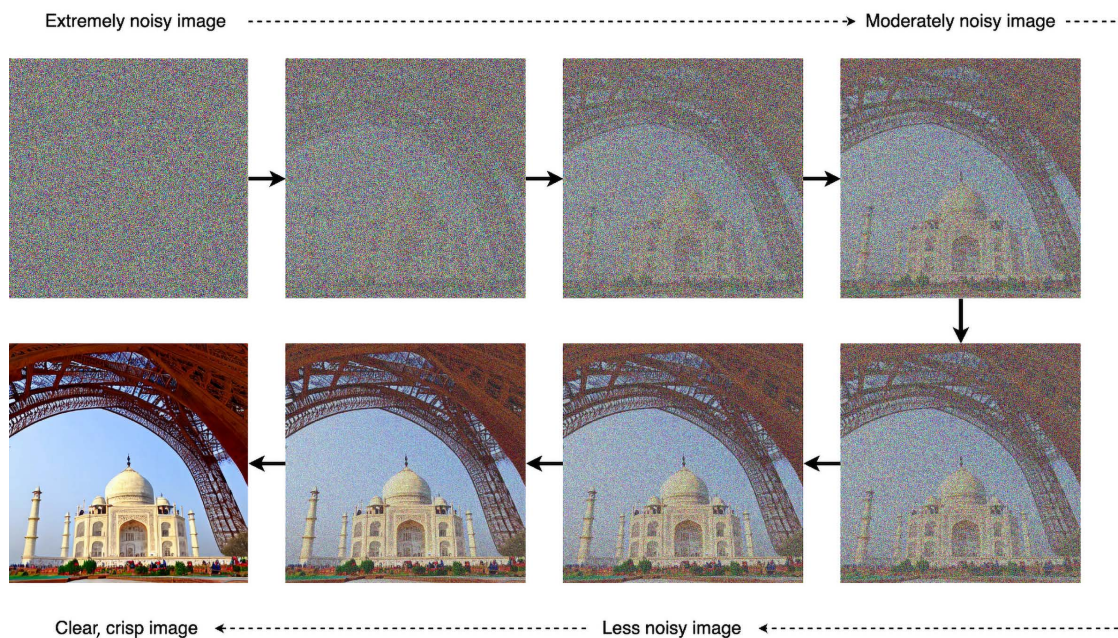 Extremely noisy image
Moderately noisy image
Clear, crisp image
Less noisy image